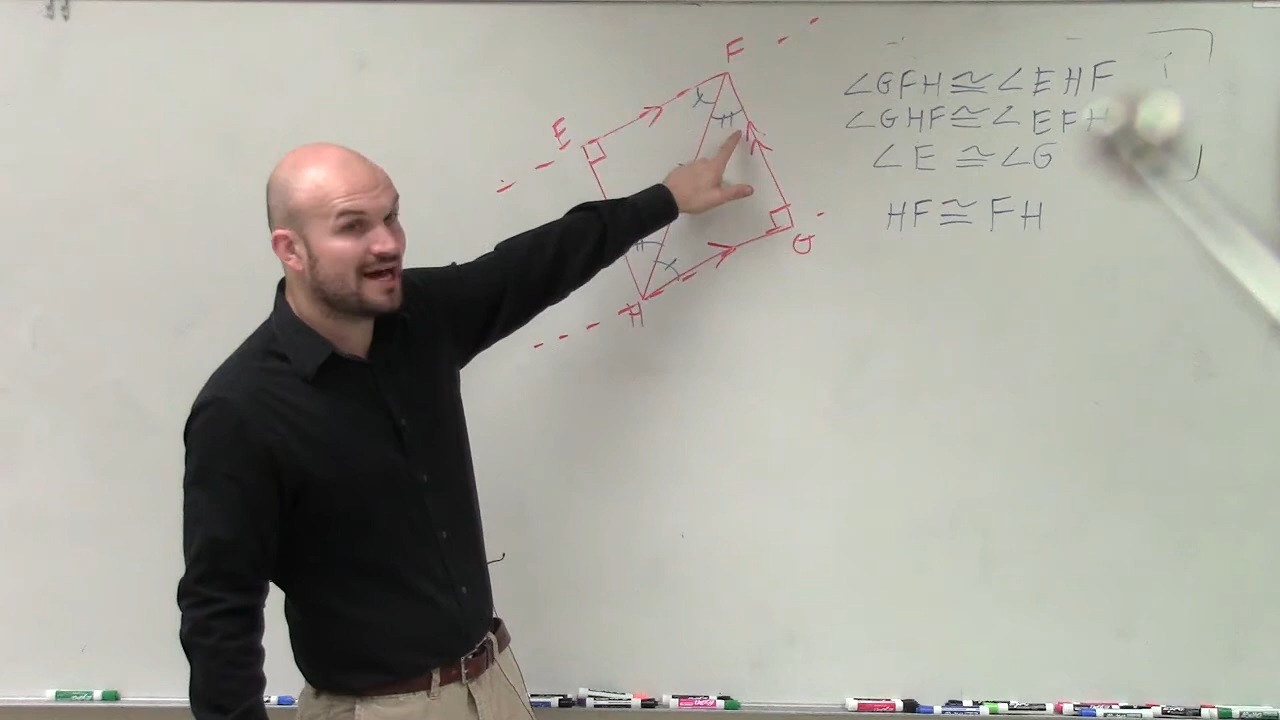 F
∠GFH ≅ ∠EHF
∠GHF ≅ ∠EFH
E
∠E ≅ ∠G
HF ≅ FH
G
H